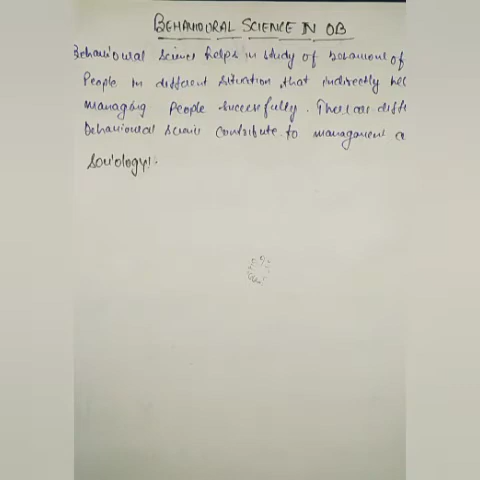 BEHAVIOURAL SCIENCE IN OB
Behavioural science helps in study of behaviour of
People in different situation, that indirectly hel
managing People successfully. There are diffe
Behavioural science contribute to management a
Sociology:-